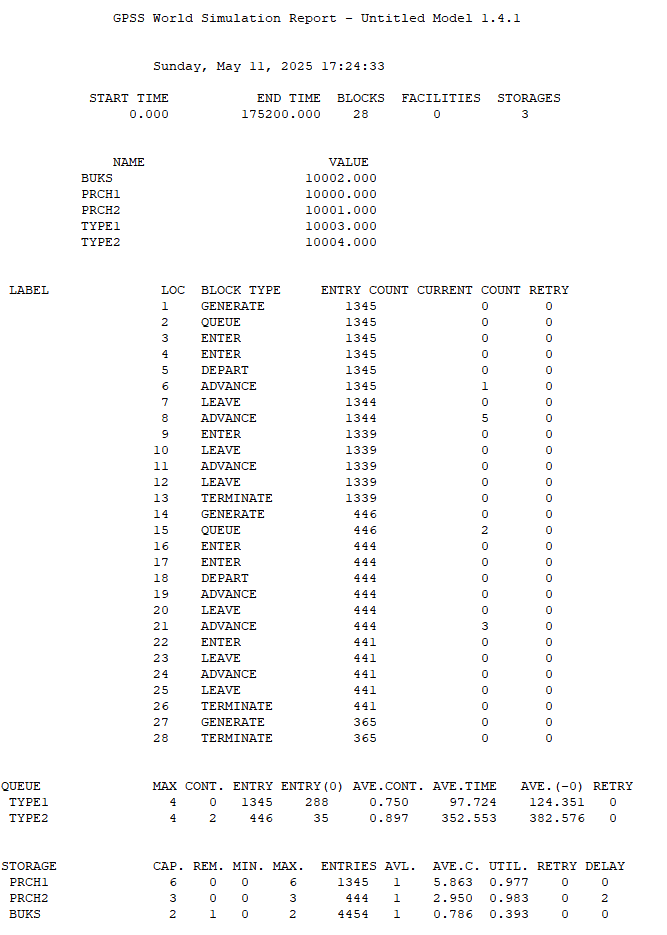 GPSS World Simulation Report - Untitled Model 1.4.1
Sunday, May 11, 2025 17:24:33
START TIME END TIME BLOCKS FACILITIES STORAGES
0.000 175200.000 28 0 3
NAME VALUE
BUKS 10002.000
PRCH1 10000.000
PRCH2 10001.000
TYPE1 10003.000
TYPE2 10004.000
LABEL LOC BLOCK TYPE ENTRY COUNT CURRENT COUNT RETRY
1 GENERATE 1345 0 0
2 QUEUE 1345 0 0
3 ENTER 1345 0 0
4 ENTER 1345 0 0
5 DEPART 1345 0 0
6 ADVANCE 1345 1 0
7 LEAVE 1344 0 0
8 ADVANCE 1344 5 0
9 ENTER 1339 0 0
10 LEAVE 1339 0 0
11 ADVANCE 1339 0 0
12 LEAVE 1339 0 0
13 TERMINATE 1339 0 0
14 GENERATE 446 0 0
15 QUEUE 446 2 0
16 ENTER 444 0 0
17 ENTER 444 0 0
18 DEPART 444 0 0
19 ADVANCE 444 0 0
20 LEAVE 444 0 0
21 ADVANCE 444 3 0
22 ENTER 441 0 0
23 LEAVE 441 0 0
24 ADVANCE 441 0 0
25 LEAVE 441 0 0
26 TERMINATE 441 0 0
27 GENERATE 365 0 0
28 TERMINATE 365 0 0
QUEUE MAX CONT. ENTRY ENTRY(0) AVE.CONT. AVE.TIME AVE.(-0) RETRY
TYPE1 4 0 1345 288 0.750 97.724 124.351 0
TYPE2 4 2 446 35 0.897 352.553 382.576 0
STORAGE CAP. REM. MIN. MAX. ENTRIES AVL. AVE.C. UTIL. RETRY DELAY
PRCH1 6 0 0 6 1345 1 5.863 0.977 0 0
PRCH2 3 0 0 3 444 1 2.950 0.983 0 2
BUKS 2 1 0 2 4454 1 0.786 0.393 0 0